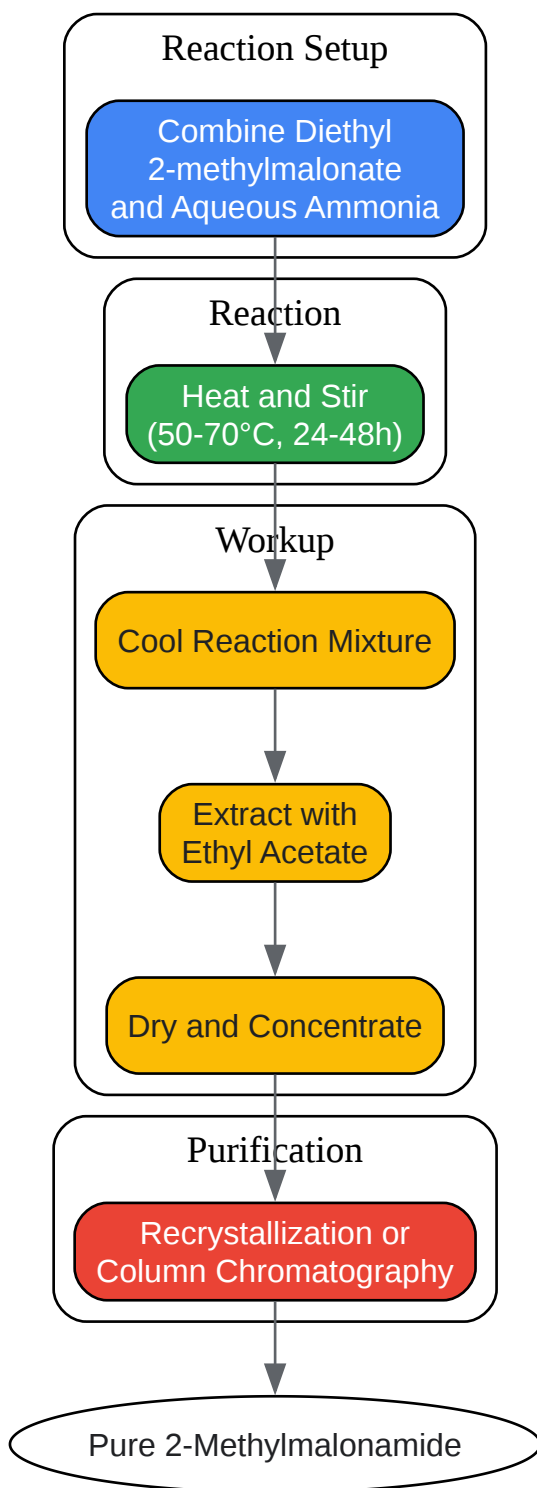 Reaction Setup
Combine Diethyl
2-methylmalonate
and Aqueous Ammonia
Reaction
Heat and Stir
(50-70°C, 24-48h)
Workup
Cool Reaction Mixture
Extract with
Ethyl Acetate
Dry and Concentrate
Purification
Recrystallization or
Column Chromatography
Pure 2-Methylmalonamide